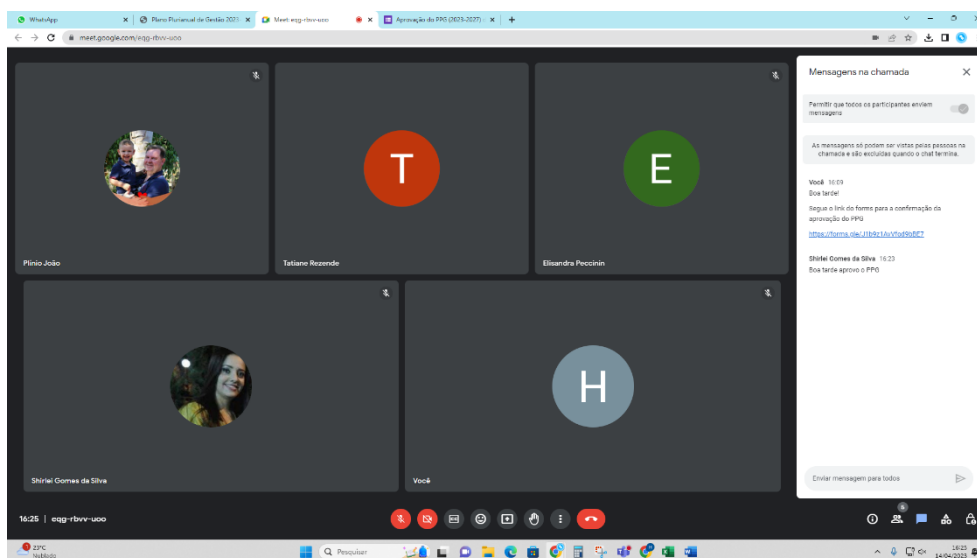 WhatsApp
Plano Plurianual de Gestão 2021-
Meet: eqg-rbvv-uoo
Aprovação do PPG (2023-2027) -
meet.google.com/eqg-rbvv-uoo
Plínio João
T
Tatiane Rezende
E
Elisandra Peccinin
Shirlei Gomes da Silva
H
Você
Mensagens na chamada
Permitir que todos os participantes enviem
mensagens
As mensagens só podem ser vistas pelas pessoas na
chamada e são excluídas quando o chat termina.
Você 16:09
Boa tarde!
Segue o link do forms para a confirmação da
aprovação do PPG
Shirlei Gomes da Silva 16:23
Boa tarde aprovo o PPG
Enviar mensagem para todos
16:25 | eqg-rbvv-uoo
23°C
Nublado
Pesquisar
16:25
14/04/2023